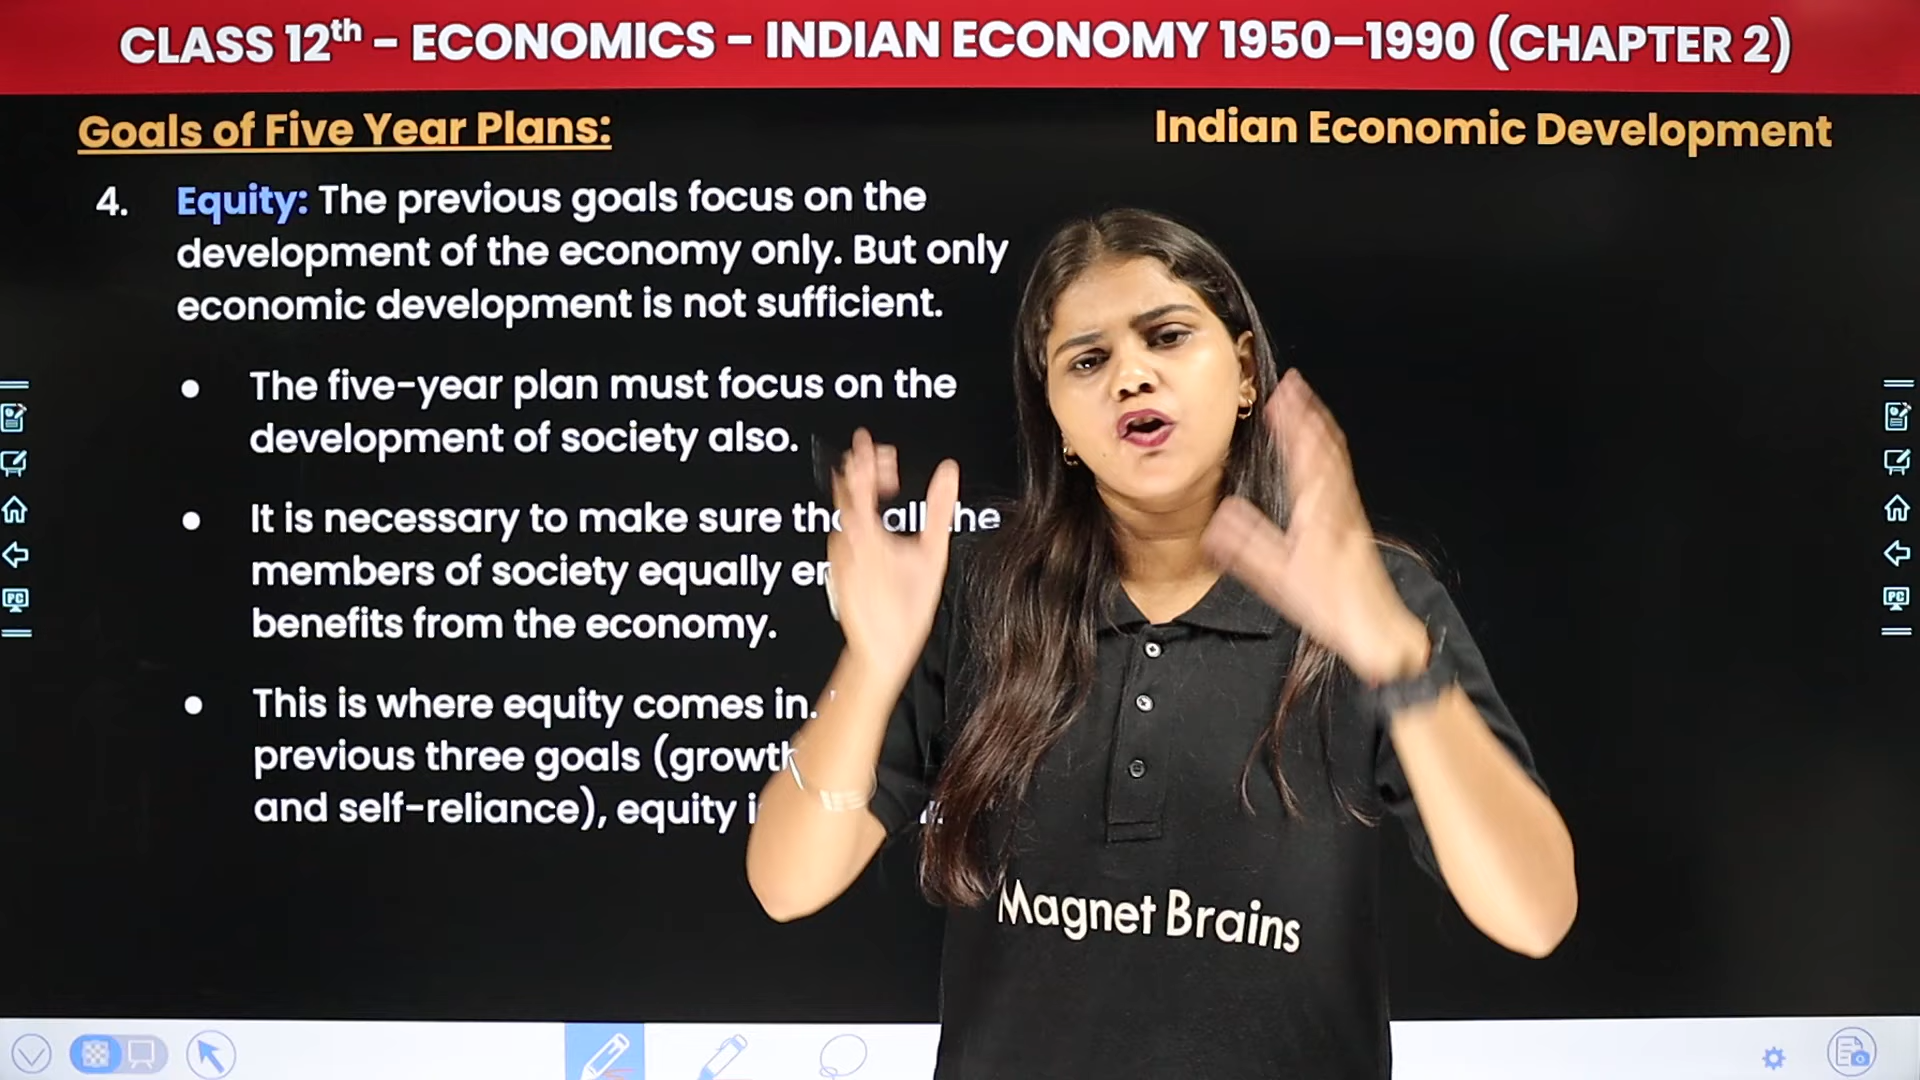 CLASS 12th – ECONOMICS – INDIAN ECONOMY 1950–1990 (CHAPTER 2)
Goals of Five Year Plans:
Indian Economic Development
4. Equity: The previous goals focus on the
development of the economy only. But only
economic development is not sufficient.
• The five-year plan must focus on the
development of society also.
• It is necessary to make sure all the
members of society equally
benefits from the economy.
• This is where equity comes in.
previous three goals (growth
and self-reliance), equity
Magnet Brains
PC
PC